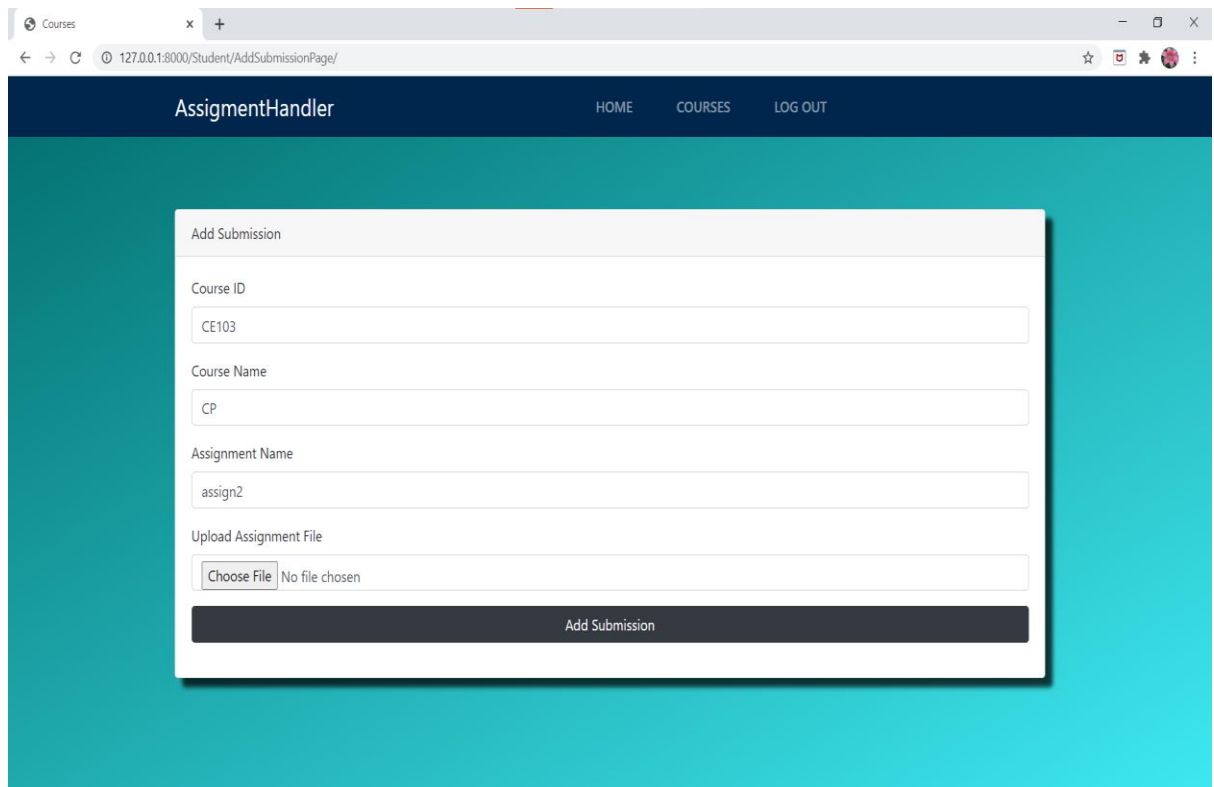 Courses
127.0.0.1:8000/Student/AddSubmissionPage/
AssigmentHandler HOME COURSES LOG OUT
Add Submission
Course ID
CE103
Course Name
CP
Assignment Name
assign2
Upload Assignment File
Choose File No file chosen
Add Submission